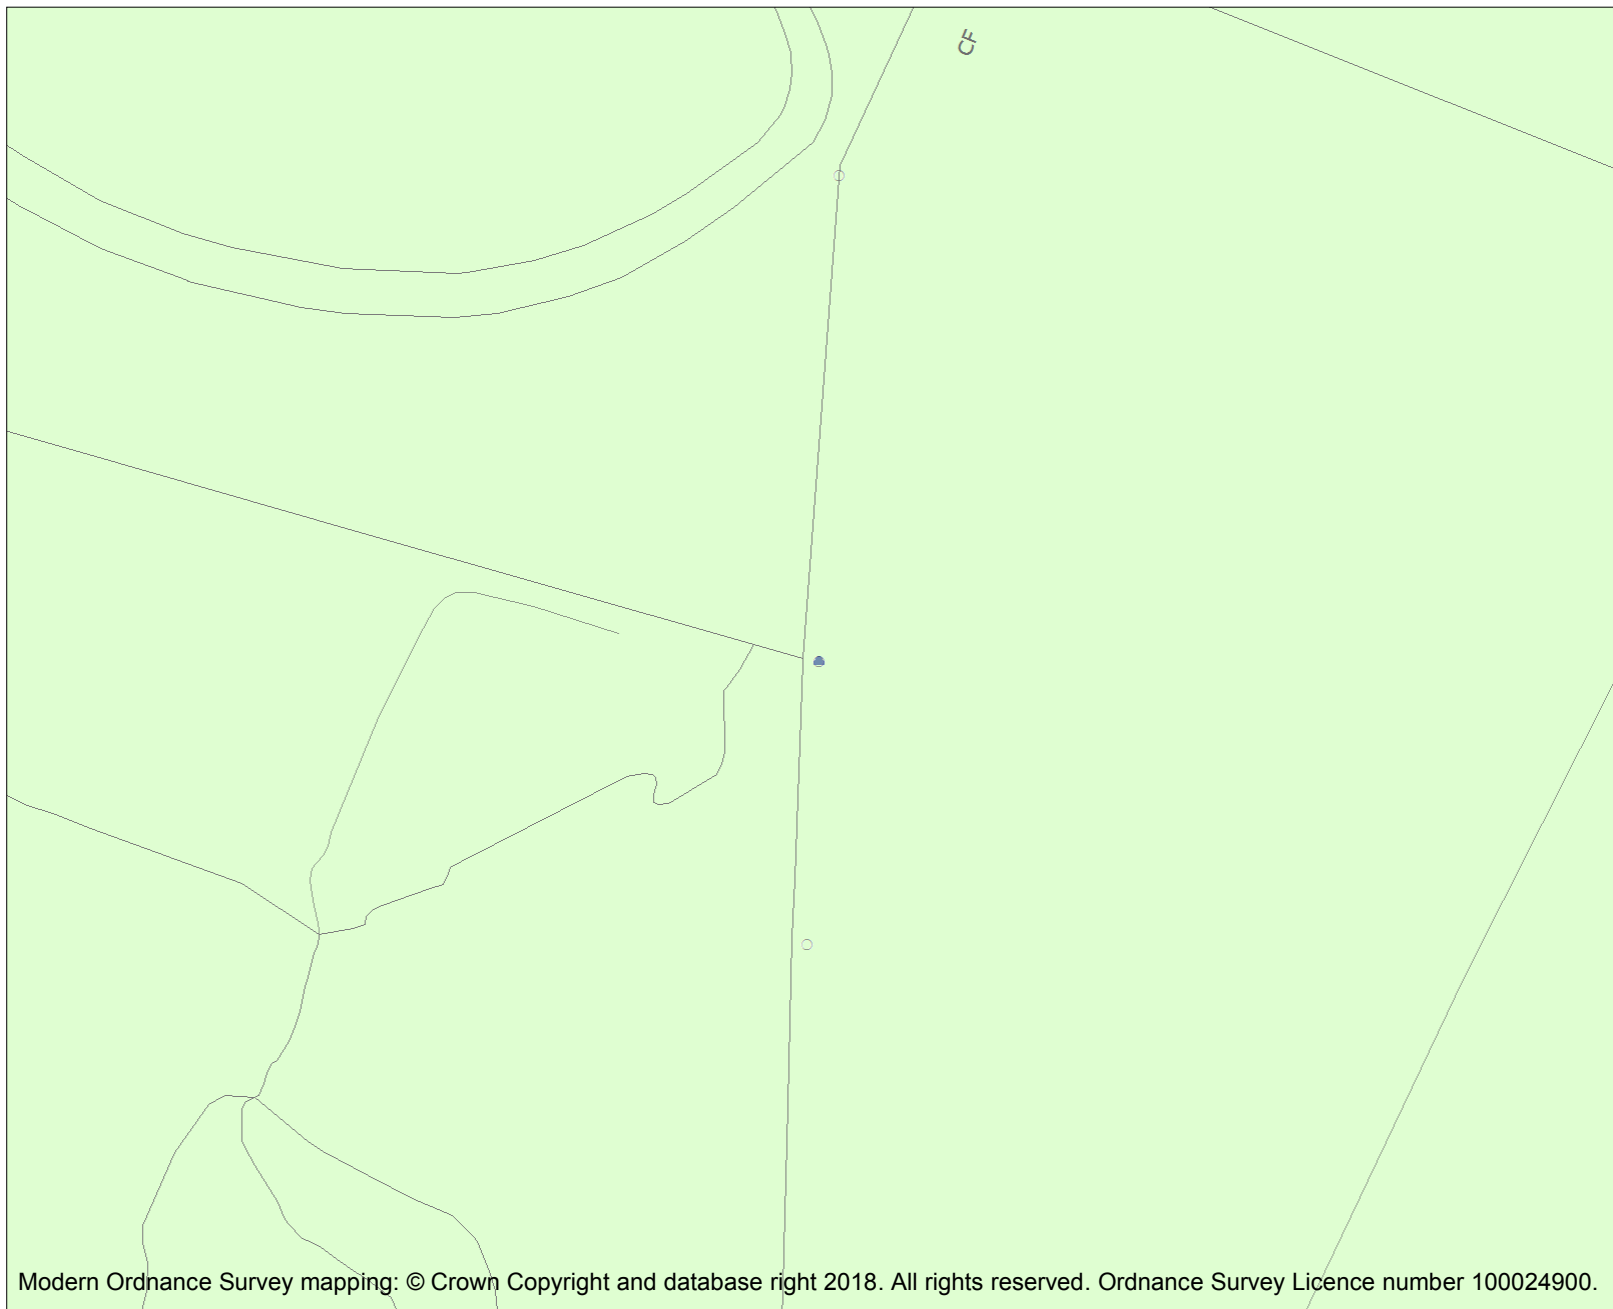 CF
Modern Ordnance Survey mapping: © Crown Copyright and database right 2018. All rights reserved. Ordnance Survey Licence number 100024900.